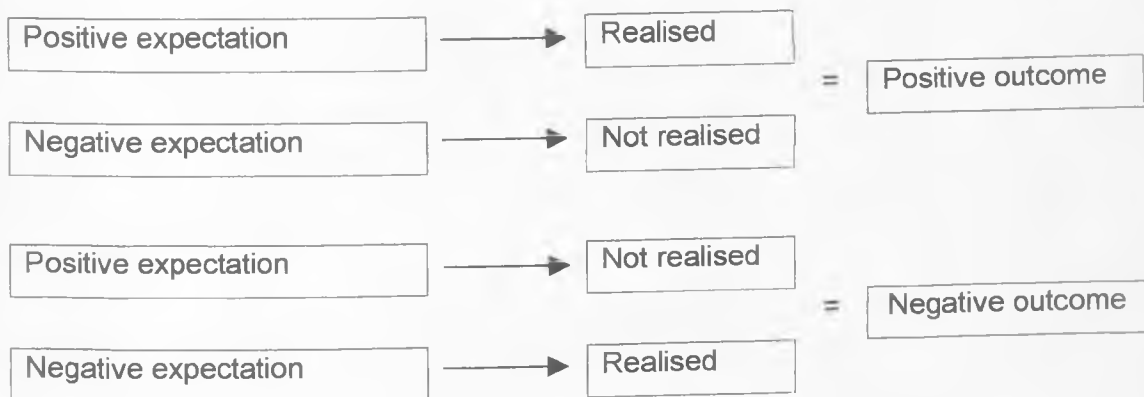 Positive expectation
Realised
=
Positive outcome
Negative expectation
Not realised
Positive expectation
Not realised
=
Negative outcome
Negative expectation
Realised